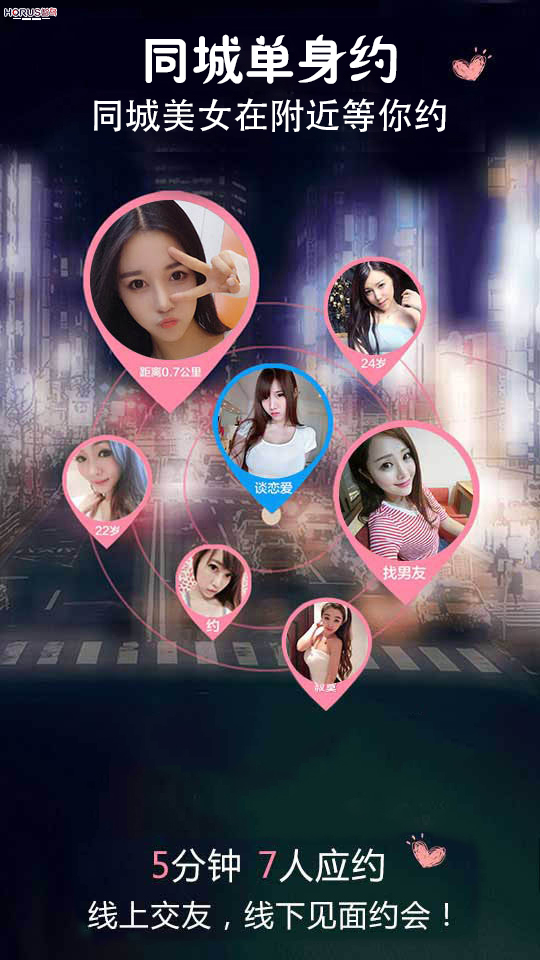 HORUS
同城单身约
同城美女在附近等你约
距离0.7公里
24岁
谈恋爱
22岁
找男友
约
寂寞
5分钟 7人应约
线上交友，线下见面约会！